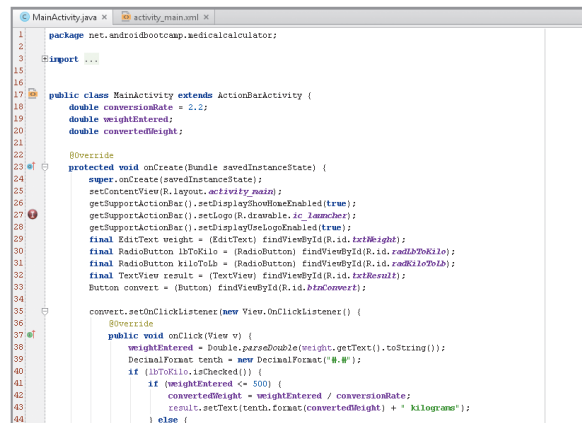 MainActivity.java × activity_main.xml ×
1 package net.androidbootcamp.medicalcalculator;
2
3 import ...
15
16
17 public class MainActivity extends ActionBarActivity {
18 double conversionRate = 2.2;
19 double weightEntered;
20 double convertedWeight;
21
22 @Override
23 protected void onCreate(Bundle savedInstanceState) {
24 super.onCreate(savedInstanceState);
25 setContentView(R.layout.activity_main);
26 getSupportActionBar().setDisplayShowHomeEnabled(true);
27 getSupportActionBar().setLogo(R.drawable.ic_launcher);
28 getSupportActionBar().setDisplayUseLogoEnabled(true);
29 final EditText weight = (EditText) findViewById(R.id.txtWeight);
30 final RadioButton lbToKilo = (RadioButton) findViewById(R.id.radLbToKilo);
31 final RadioButton kiloToLb = (RadioButton) findViewById(R.id.radKiloToLb);
32 final TextView result = (TextView) findViewById(R.id.txtResult);
33 Button convert = (Button) findViewById(R.id.btnConvert);
34
35 convert.setOnClickListener(new View.OnClickListener() {
36 @Override
37 public void onClick(View v) {
38 weightEntered = Double.parseDouble(weight.getText().toString());
39 DecimalFormat tenth = new DecimalFormat("#.#");
40 if (lbToKilo.isChecked()) {
41 if (weightEntered <= 500) {
42 convertedWeight = weightEntered / conversionRate;
43 result.setText(tenth.format(convertedWeight) + " kilograms");
44 } else {